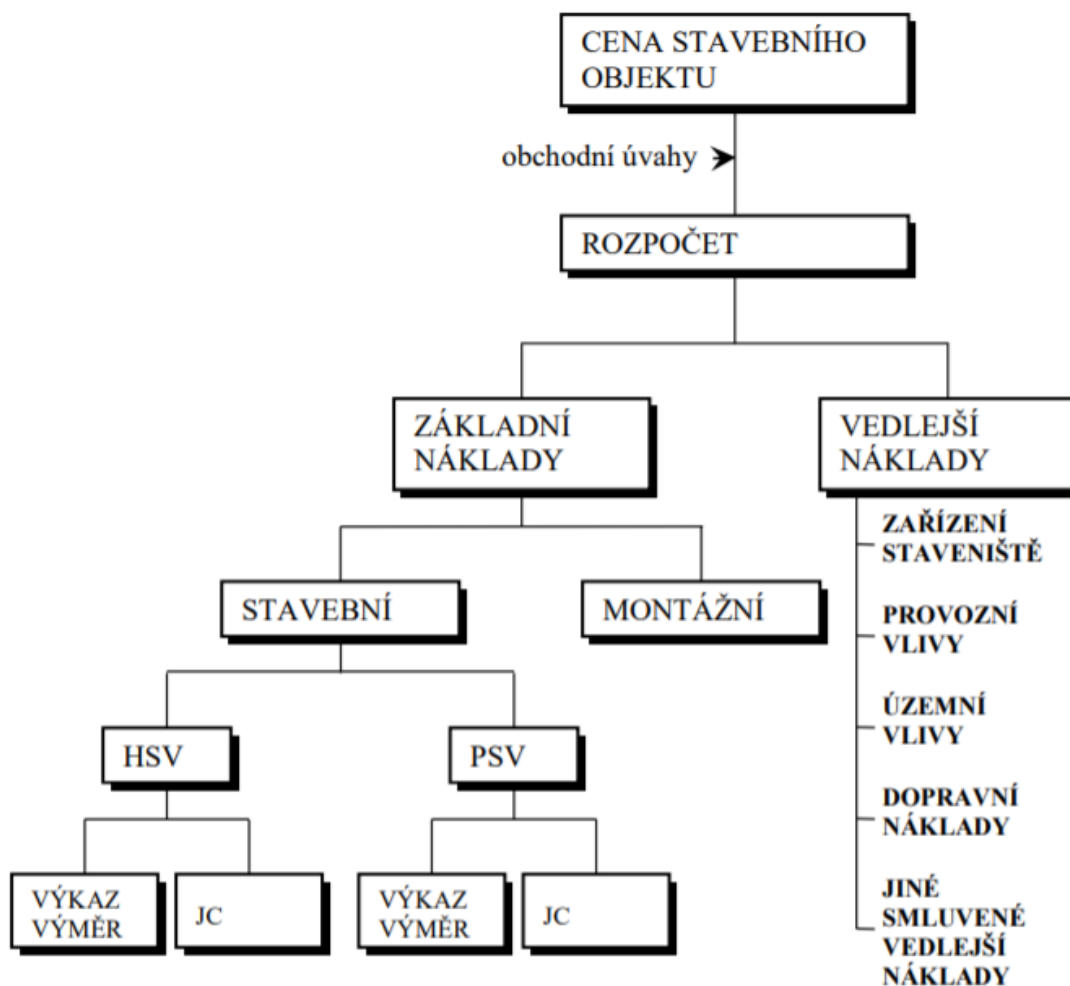 CENA STAVEBNÍHO
OBJEKTU
obchodní úvahy
ROZPOČET
ZÁKLADNÍ
NÁKLADY
VEDLEJŠÍ
NÁKLADY
ZAŘÍZENÍ
STAVENIŠTĚ
STAVEBNÍ
MONTÁŽNÍ
PROVOZNÍ
VLIVY
ÚZEMNÍ
VLIVY
HSV
PSV
DOPRAVNÍ
NÁKLADY
VÝKAZ
VÝMĚR
JC
VÝKAZ
VÝMĚR
JC
JINÉ
SMLUVENÉ
VEDLEJŠÍ
NÁKLADY